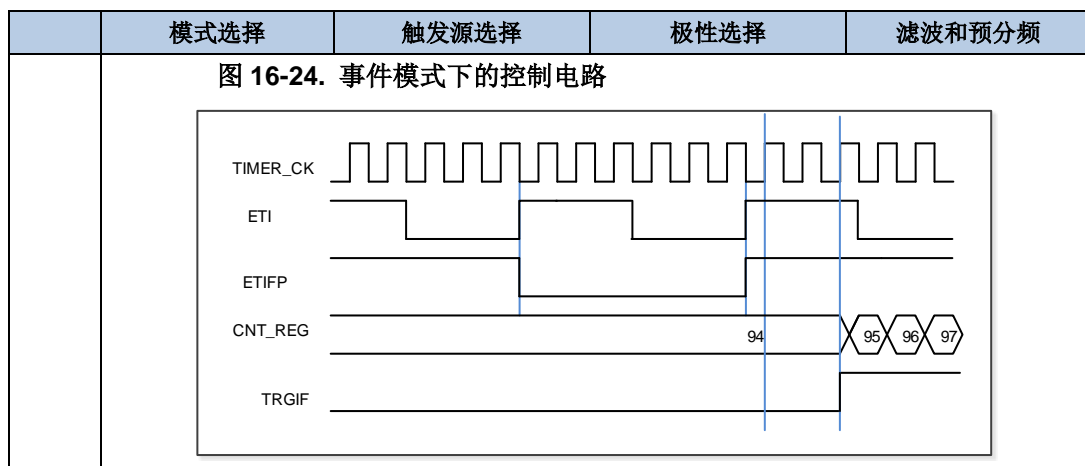 模式选择 触发源选择 极性选择 滤波和预分频
图 16-24. 事件模式下的控制电路
TIMER_CK
ETI
ETIFP
CNT_REG 94 95 96 97
TRGIF